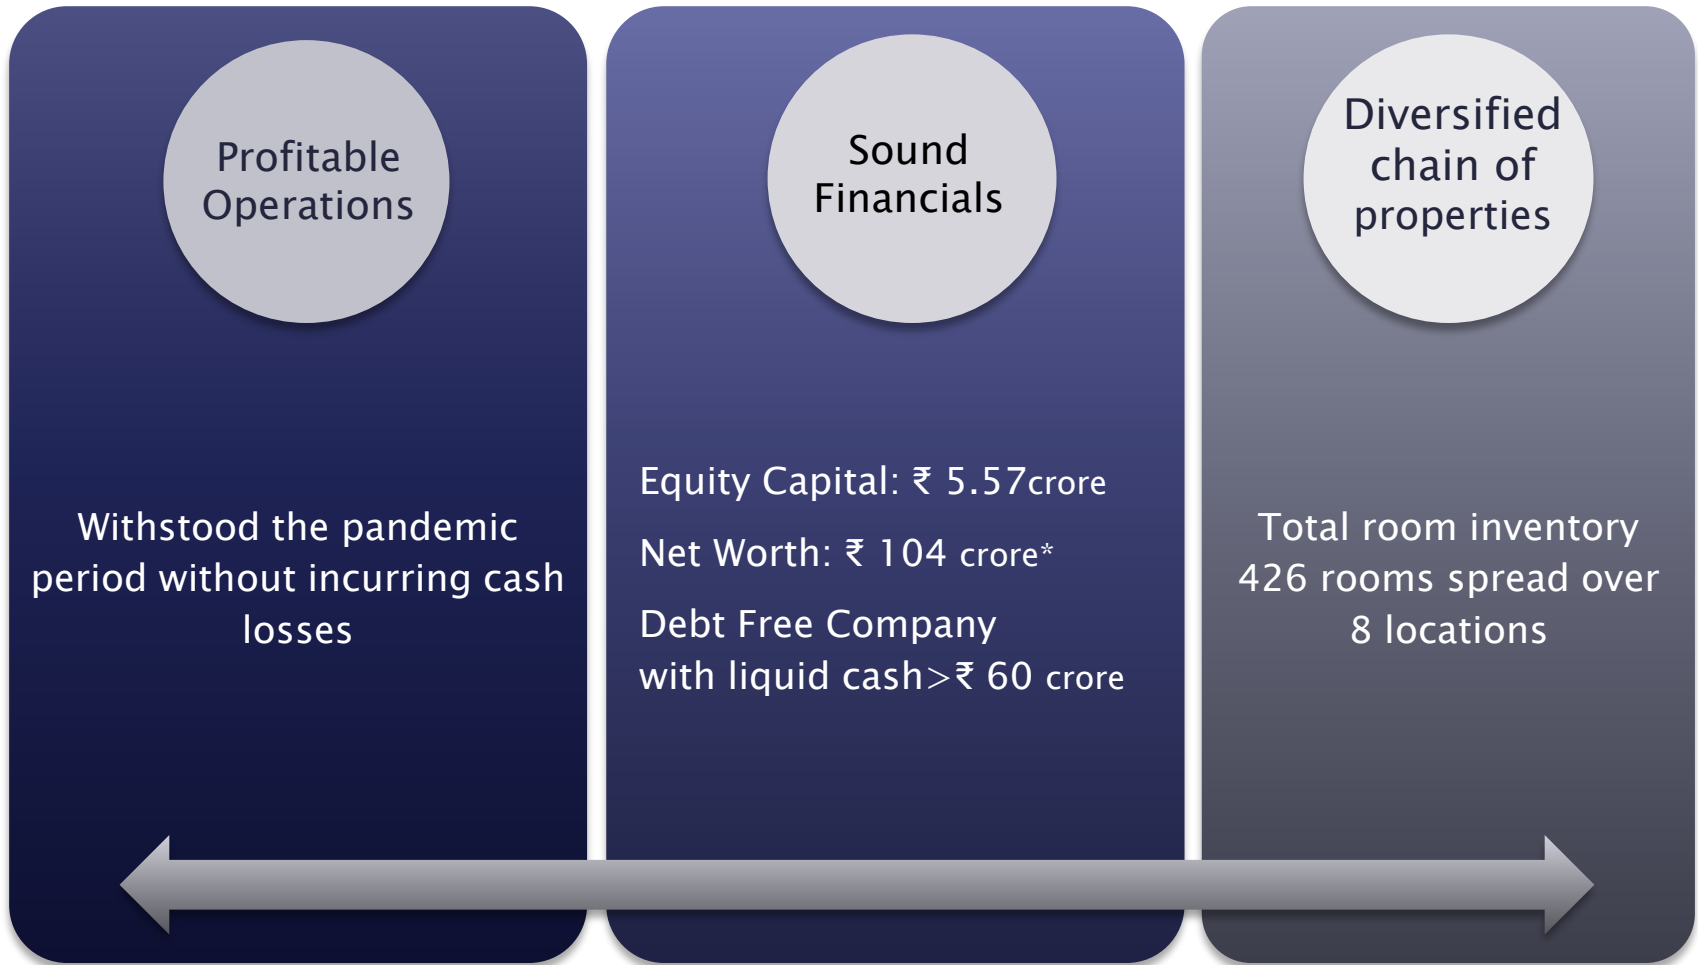 Profitable
Operations
Withstood the pandemic
period without incurring cash
losses
Sound
Financials
Equity Capital: ₹ 5.57crore
Net Worth: ₹ 104 crore*
Debt Free Company
with liquid cash>₹ 60 crore
Diversified
chain of
properties
Total room inventory
426 rooms spread over
8 locations